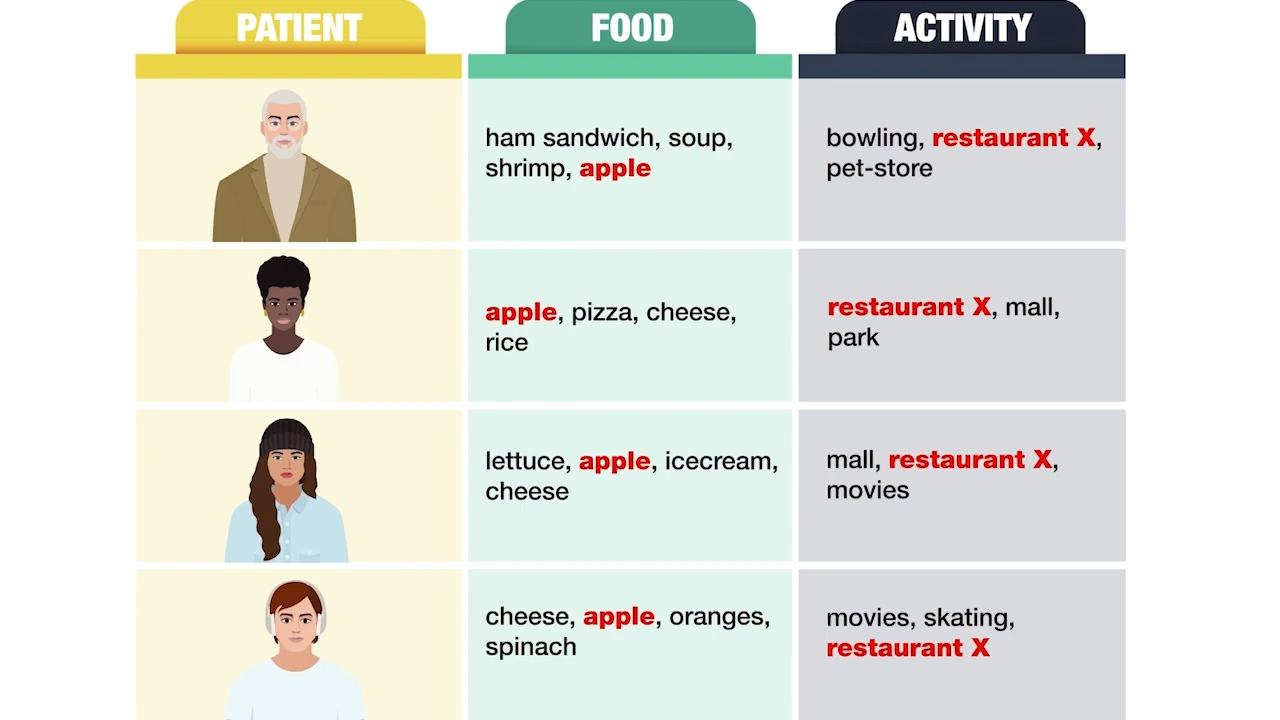 PATIENT
FOOD
ACTIVITY
ham sandwich, soup,
shrimp, apple
bowling, restaurant X,
pet-store
apple, pizza, cheese,
rice
restaurant X, mall,
park
lettuce, apple, icecream,
cheese
mall, restaurant X,
movies
cheese, apple, oranges,
spinach
movies, skating,
restaurant X